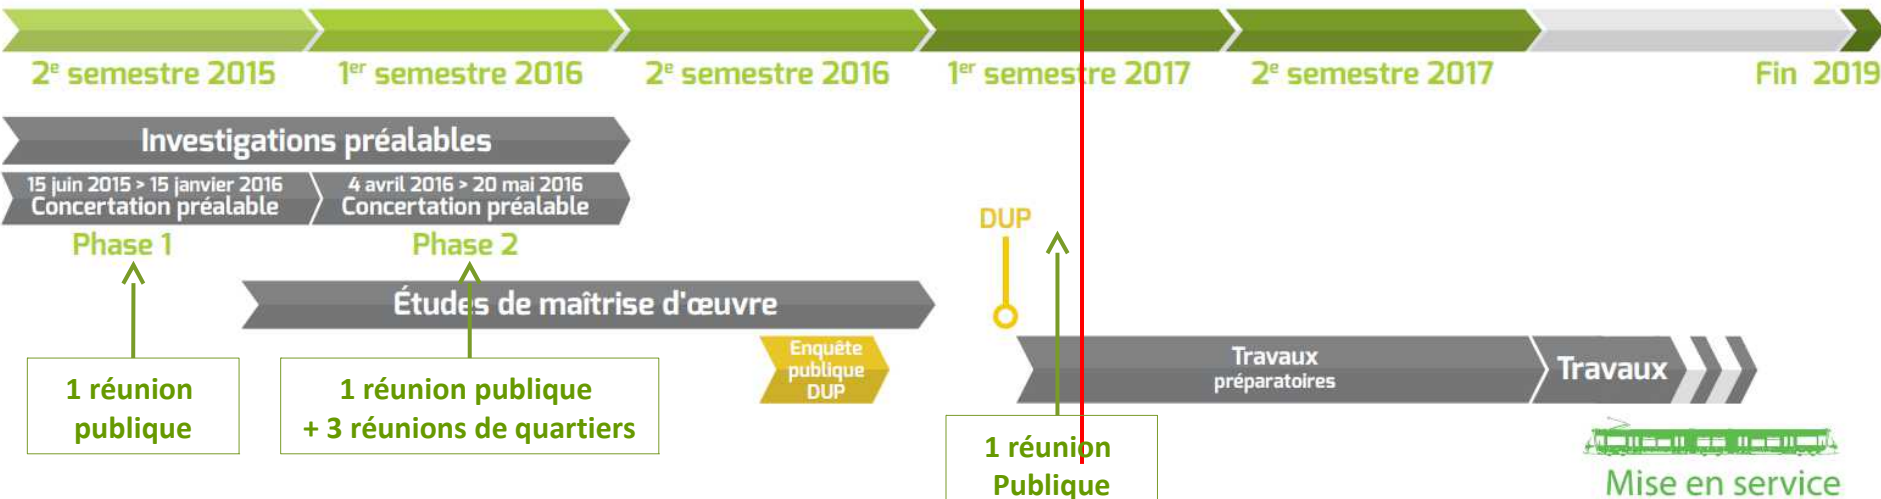 2e semestre 2015
1er semestre 2016
2e semestre 2016
1er semestre 2017
2e semestre 2017
Fin 2019
Investigations préalables
15 juin 2015 > 15 janvier 2016
Concertation préalable
4 avril 2016 > 20 mai 2016
Concertation préalable
Phase 1
Phase 2
DUP
Études de maîtrise d'œuvre
Enquête
publique
DUP
Travaux
préparatoires
Travaux
1 réunion
publique
1 réunion publique
+ 3 réunions de quartiers
1 réunion
Publique
Mise en service